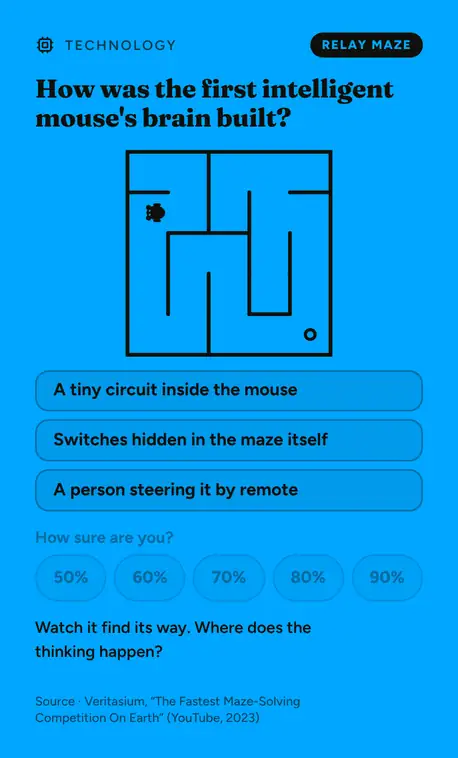 TECHNOLOGY
RELAY MAZE
How was the first intelligent
mouse's brain built?
A tiny circuit inside the mouse
Switches hidden in the maze itself
A person steering it by remote
How sure are you?
50%
60%
70%
80%
90%
Watch it find its way. Where does the
thinking happen?
Source · Veritasium, “The Fastest Maze-Solving
Competition On Earth” (YouTube, 2023)